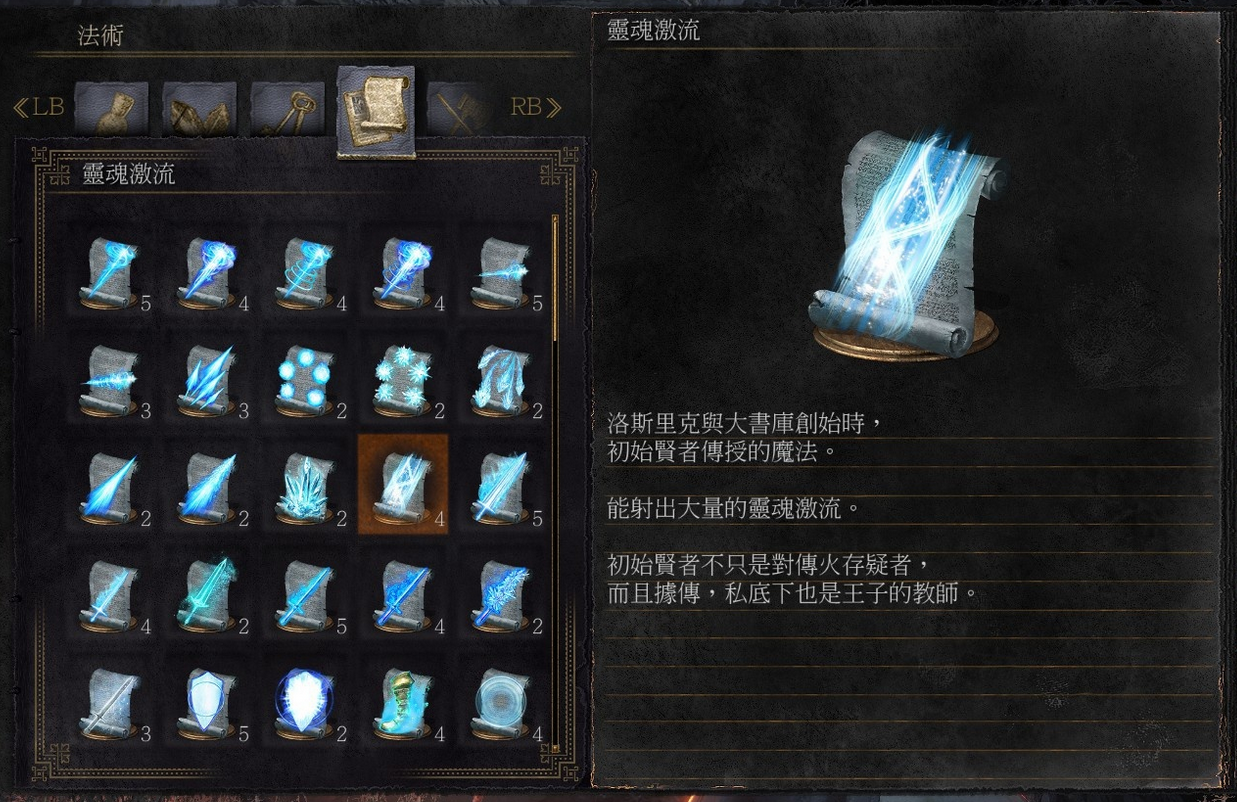 法術
LB
RB
靈魂激流
5 4 4 4 5
3 3 2 2 2
2 2 2 4 5
4 2 5 4 2
3 5 2 4 4
靈魂激流
洛斯里克與大書庫創始時，
初始賢者傳授的魔法。
能射出大量的靈魂激流。
初始賢者不只是對傳火存疑者，
而且據傳，私底下也是王子的教師。